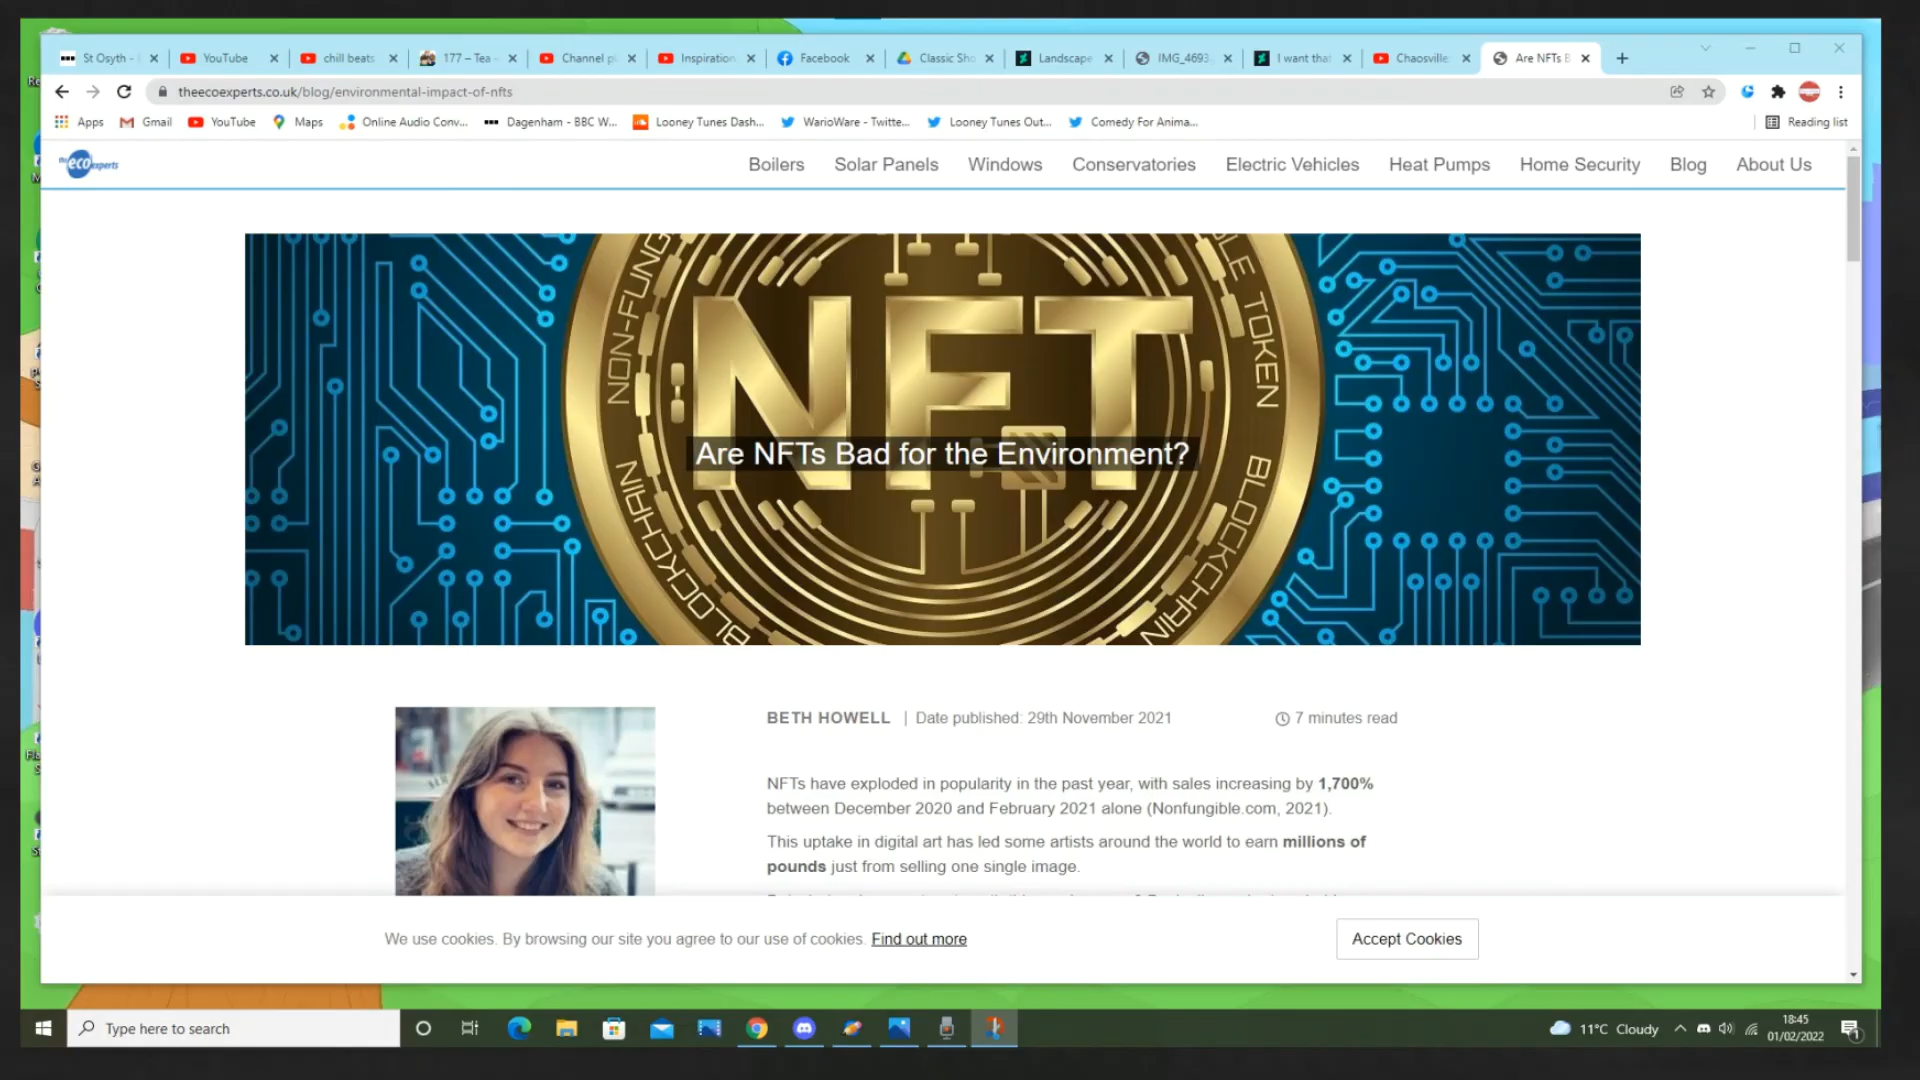 St Osyth -
YouTube
chill beats
177 – Tea
Channel
Inspiration
Facebook
Classic Sho
Landscape
IMG_4693
I want that
Chaosville
Are NFTs B
theecoexperts.co.uk/blog/environmental-impact-of-nfts
Apps
Gmail
YouTube
Maps
Online Audio Conv...
Dagenham - BBC W...
Looney Tunes Dash...
WarioWare - Twitte...
Looney Tunes Out...
Comedy For Anima...
Reading list
the eco experts
Boilers
Solar Panels
Windows
Conservatories
Electric Vehicles
Heat Pumps
Home Security
Blog
About Us
NON-FUNG
LE TOKEN
NFT
Are NFTs Bad for the Environment?
BLOCKCHAIN
BLOCKCHAIN
BETH HOWELL | Date published: 29th November 2021
7 minutes read
NFTs have exploded in popularity in the past year, with sales increasing by 1,700%
between December 2020 and February 2021 alone (Nonfungible.com, 2021).
This uptake in digital art has led some artists around the world to earn millions of
pounds just from selling one single image.
We use cookies. By browsing our site you agree to our use of cookies. Find out more
Accept Cookies
Type here to search
11°C Cloudy
18:45
01/02/2022
1